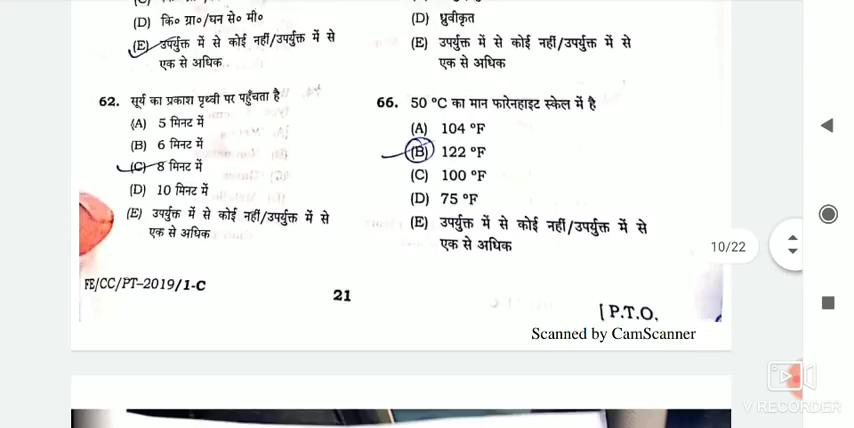 (D) कि० ग्रा०/घन से० मी०
(E) उपर्युक्त में से कोई नहीं/उपर्युक्त में से
एक से अधिक
62. सूर्य का प्रकाश पृथ्वी पर पहुँचता है
(A) 5 मिनट में
(B) 6 मिनट में
(C) 8 मिनट में
(D) 10 मिनट में
(E) उपर्युक्त में से कोई नहीं/उपर्युक्त में से
एक से अधिक
(D) ध्रुवीकृत
(E) उपर्युक्त में से कोई नहीं/उपर्युक्त में से
एक से अधिक
66. 50 °C का मान फारेनहाइट स्केल में है
(A) 104 °F
(B) 122 °F
(C) 100 °F
(D) 75 °F
(E) उपर्युक्त में से कोई नहीं/उपर्युक्त में से
एक से अधिक
10/22
FE/CC/PT-2019/1-C
21
[ P.T.O.
Scanned by CamScanner
V RECORDER